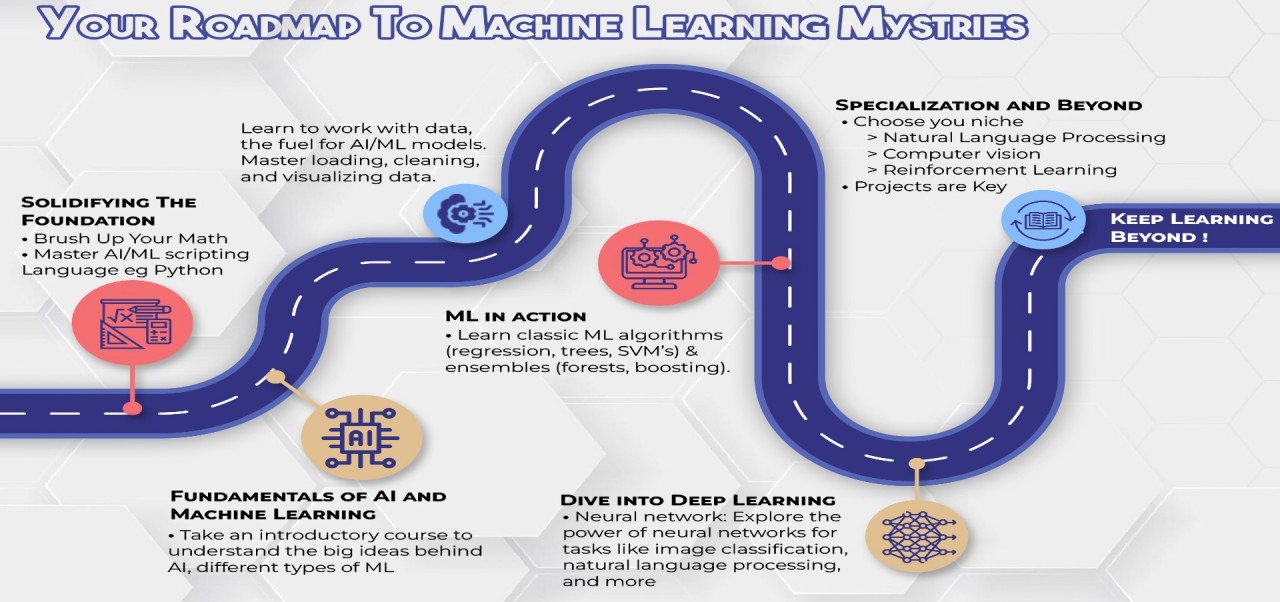 YOUR ROADMAP TO MACHINE LEARNING MYSTRIES
SOLIDIFYING THE
FOUNDATION
• Brush Up Your Math
• Master AI/ML scripting
Language eg Python
FUNDAMENTALS OF AI AND
MACHINE LEARNING
• Take an introductory course to
understand the big ideas behind
AI, different types of ML
AI
Learn to work with data,
the fuel for AI/ML models.
Master loading, cleaning,
and visualizing data.
ML IN ACTION
• Learn classic ML algorithms
(regression, trees, SVM's) &
ensembles (forests, boosting).
DIVE INTO DEEP LEARNING
• Neural network: Explore the
power of neural networks for
tasks like image classification,
natural language processing,
and more
SPECIALIZATION AND BEYOND
• Choose you niche
> Natural Language Processing
> Computer vision
> Reinforcement Learning
• Projects are Key
KEEP LEARNING
BEYOND !
√x